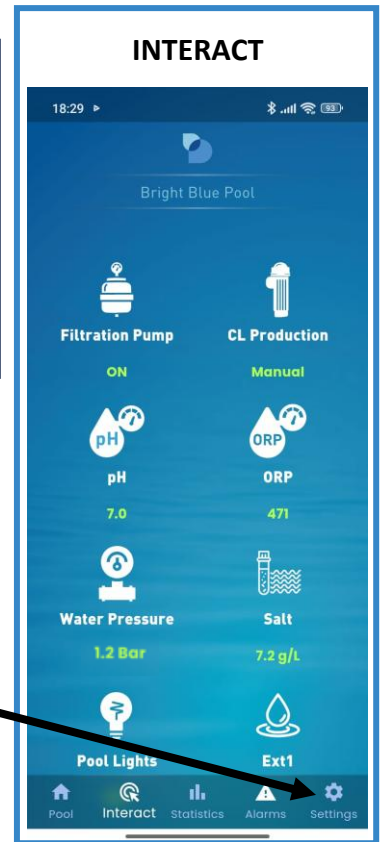 INTERACT
18:29
93
Bright Blue Pool
Filtration Pump CL Production
ON Manual
pH ORP
pH ORP
7.0 471
Water Pressure Salt
1.2 Bar 7.2 g/L
Pool Lights Ext1
Pool Interact Statistics Alarms Settings